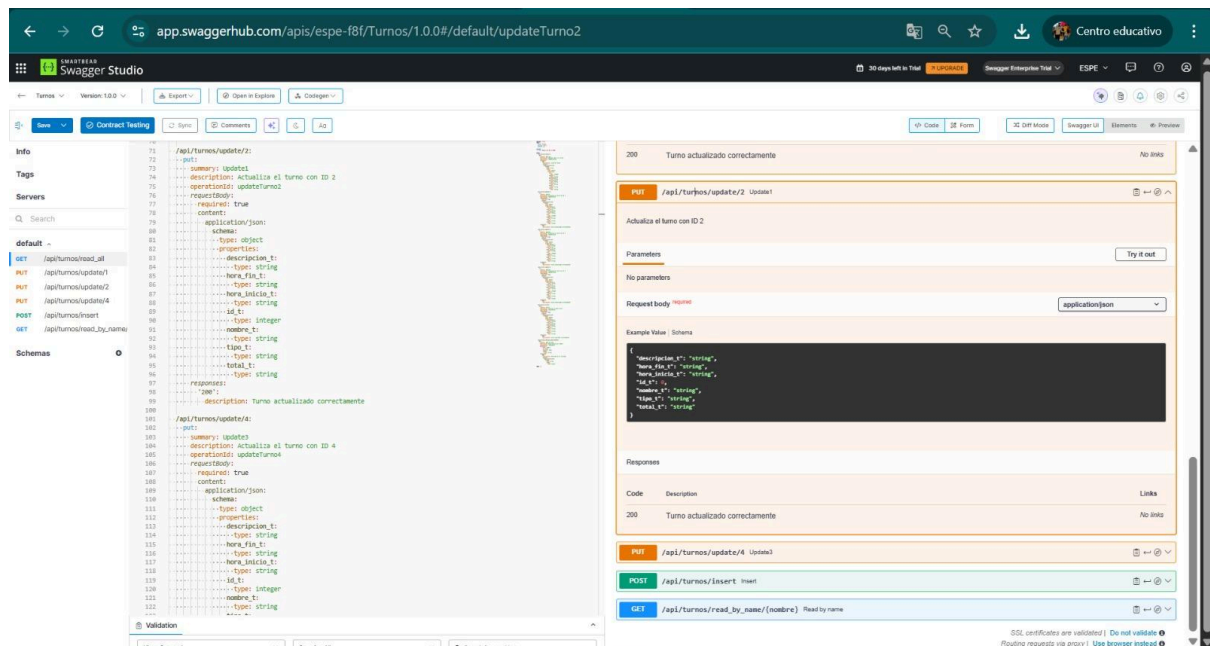 app.swaggerhub.com/apis/espe-f8f/Turnos/1.0.0#/default/updateTurno2
Centro educativo
SMARTBEAR
Swagger Studio
30 days left in Trial
UPGRADE
Swagger Enterprise Trial
ESPE
Turnos
Version: 1.0.0
Export
Open in Explore
Codegen
Save
Contract Testing
Sync
Comments
Code
Form
Diff Mode
Swagger UI
Elements
Preview
Info
Tags
Servers
Search
default
GET /api/turnos/read_all
PUT /api/turnos/update/1
PUT /api/turnos/update/2
PUT /api/turnos/update/4
POST /api/turnos/insert
GET /api/turnos/read_by_name/
Schemas
71 /api/turnos/update/2:
72 put:
73 summary: Update1
74 description: Actualiza el turno con ID 2
75 operationId: updateTurno2
76 requestBody:
77 required: true
78 content:
79 application/json:
80 schema:
81 type: object
82 properties:
83 descripcion_t:
84 type: string
85 hora_fin_t:
86 type: string
87 hora_inicio_t:
88 type: string
89 id_t:
90 type: integer
91 nombre_t:
92 type: string
93 tipo_t:
94 type: string
95 total_t:
96 type: string
97 responses:
98 '200':
99 description: Turno actualizado correctamente
100
101 /api/turnos/update/4:
102 put:
103 summary: Update3
104 description: Actualiza el turno con ID 4
105 operationId: updateTurno4
106 requestBody:
107 required: true
108 content:
109 application/json:
110 schema:
111 type: object
112 properties:
113 descripcion_t:
114 type: string
115 hora_fin_t:
116 type: string
117 hora_inicio_t:
118 type: string
119 id_t:
120 type: integer
121 nombre_t:
122 type: string
Validation
200 Turno actualizado correctamente No links
PUT /api/turnos/update/2 Update1
Actualiza el turno con ID 2
Parameters
Try it out
No parameters
Request body required
application/json
Example Value | Schema
{
"descripcion_t": "string",
"hora_fin_t": "string",
"hora_inicio_t": "string",
"id_t": 0,
"nombre_t": "string",
"tipo_t": "string",
"total_t": "string"
}
Responses
Code Description Links
200 Turno actualizado correctamente No links
PUT /api/turnos/update/4 Update3
POST /api/turnos/insert Insert
GET /api/turnos/read_by_name/{nombre} Read by name
SSL certificates are validated | Do not validate
Routing requests via proxy | Use browser instead